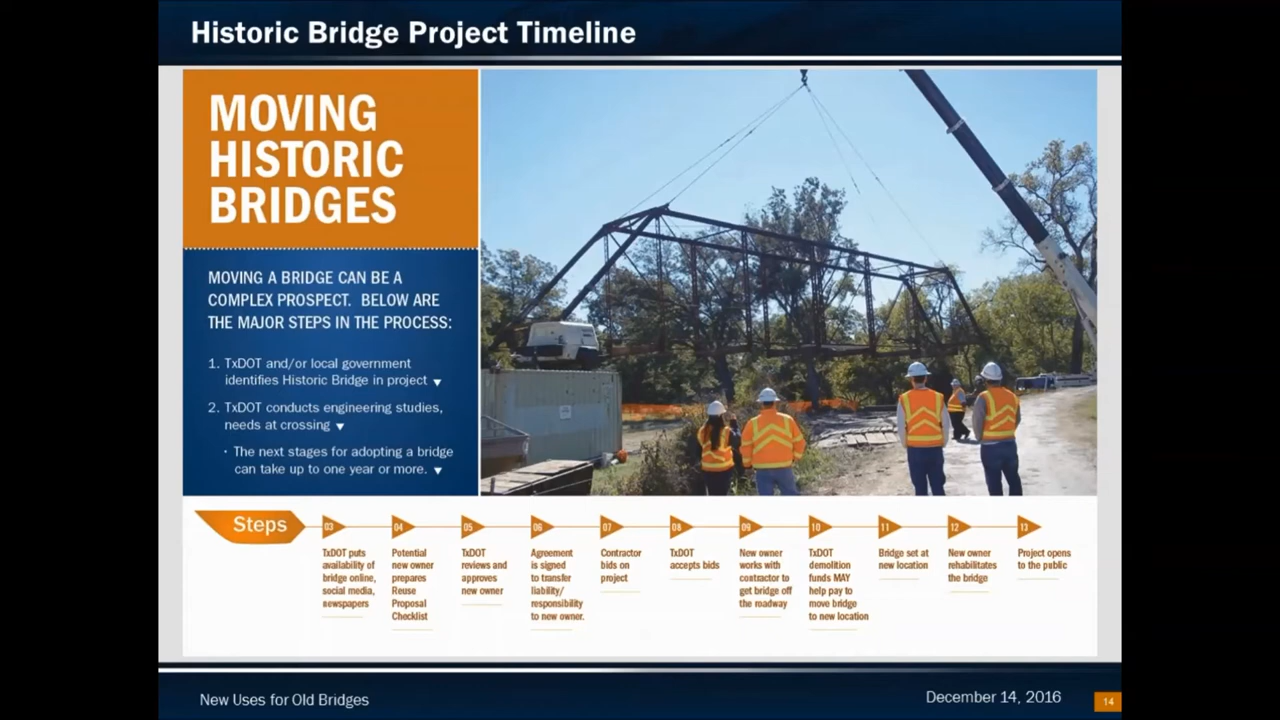 Historic Bridge Project Timeline
MOVING
HISTORIC
BRIDGES
MOVING A BRIDGE CAN BE A
COMPLEX PROSPECT. BELOW ARE
THE MAJOR STEPS IN THE PROCESS:
1. TxDOT and/or local government
identifies Historic Bridge in project
2. TxDOT conducts engineering studies,
needs at crossing
· The next stages for adopting a bridge
can take up to one year or more.
Steps
03
TxDOT puts
availability of
bridge online,
social media,
newspapers
04
Potential
new owner
prepares
Reuse
Proposal
Checklist
05
TxDOT
reviews and
approves
new owner
06
Agreement
is signed
to transfer
liability/
responsibility
to new owner.
07
Contractor
bids on
project
08
TxDOT
accepts bids
09
New owner
works with
contractor to
get bridge off
the roadway
10
TxDOT
demolition
funds MAY
help pay to
move bridge
to new location
11
Bridge set at
new location
12
New owner
rehabilitates
the bridge
13
Project opens
to the public
New Uses for Old Bridges
December 14, 2016
14